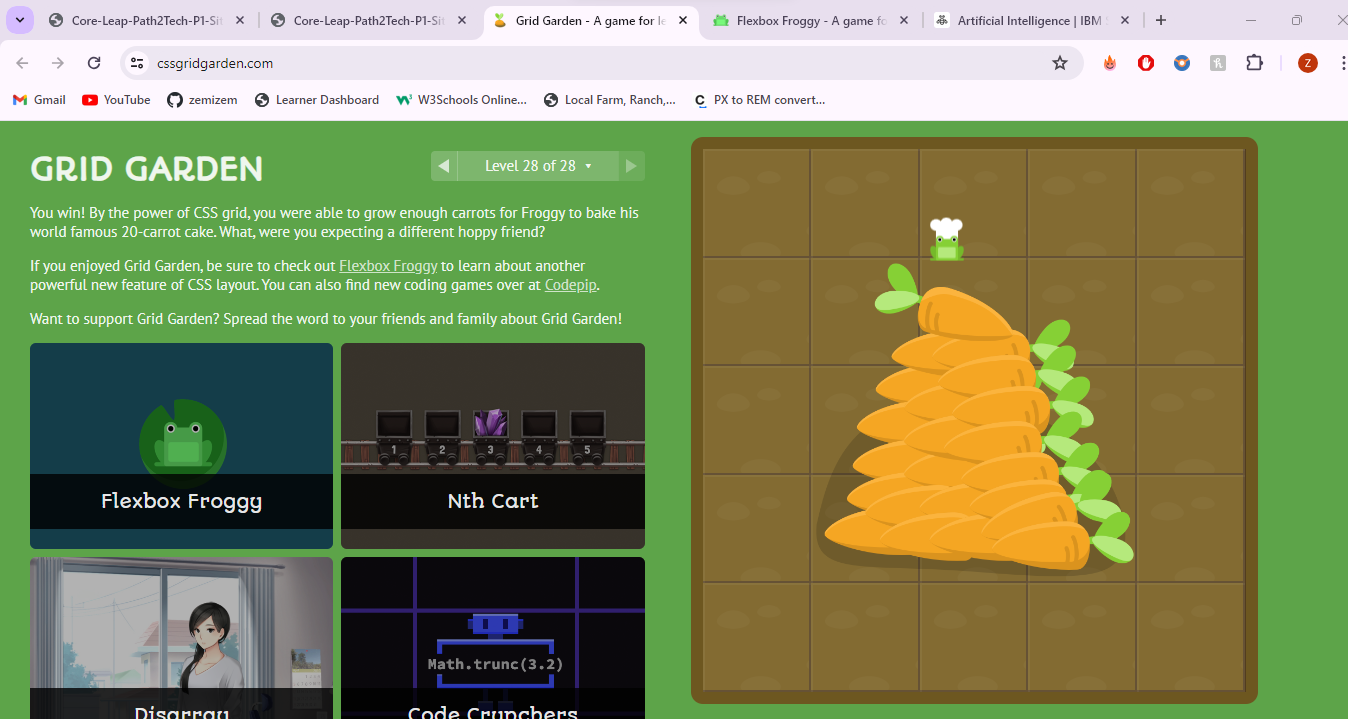 Core-Leap-Path2Tech-P1-Sit
Core-Leap-Path2Tech-P1-Sit
Grid Garden - A game for le
Flexbox Froggy - A game fo
Artificial Intelligence | IBM S
cssgridgarden.com
Z
Gmail
YouTube
zemizem
Learner Dashboard
W3Schools Online...
Local Farm, Ranch,...
PX to REM convert...
GRID GARDEN
Level 28 of 28
You win! By the power of CSS grid, you were able to grow enough carrots for Froggy to bake his
world famous 20-carrot cake. What, were you expecting a different hoppy friend?
If you enjoyed Grid Garden, be sure to check out Flexbox Froggy to learn about another
powerful new feature of CSS layout. You can also find new coding games over at Codepip.
Want to support Grid Garden? Spread the word to your friends and family about Grid Garden!
Flexbox Froggy
1 2 3 4 5
Nth Cart
Disarray
Math.trunc(3.2)
Code Crunchers